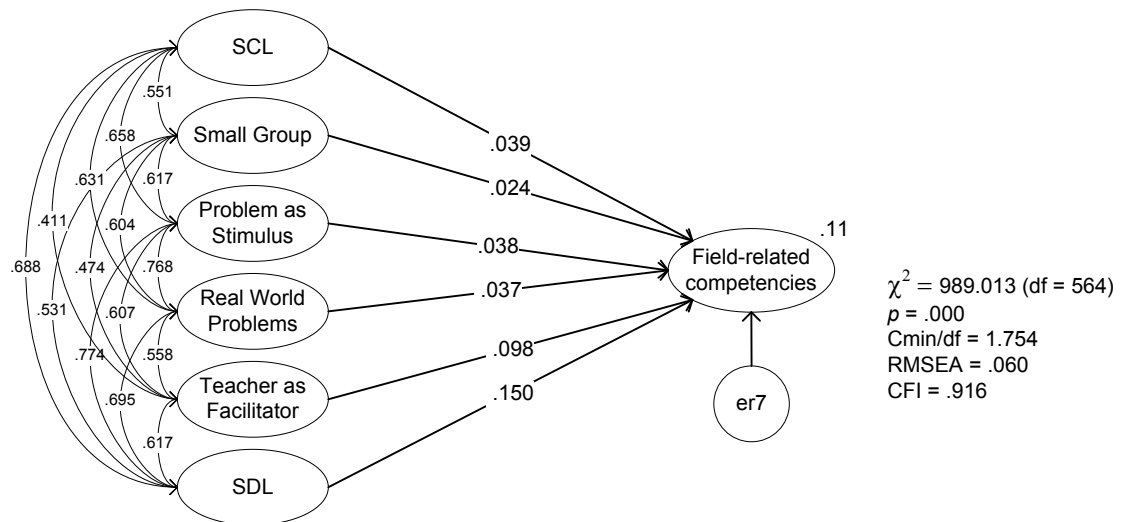 SCL
.551
Small Group
.658
.039
.631
.617
.024
Problem as
Stimulus
.411
.604
.038
.11
Field-related
competencies
.688
.474
.768
.037
Real World
Problems
.531
.607
.774
.558
.098
Teacher as
Facilitator
.695
.150
er7
.617
SDL
χ² = 989.013 (df = 564)
p = .000
Cmin/df = 1.754
RMSEA = .060
CFI = .916